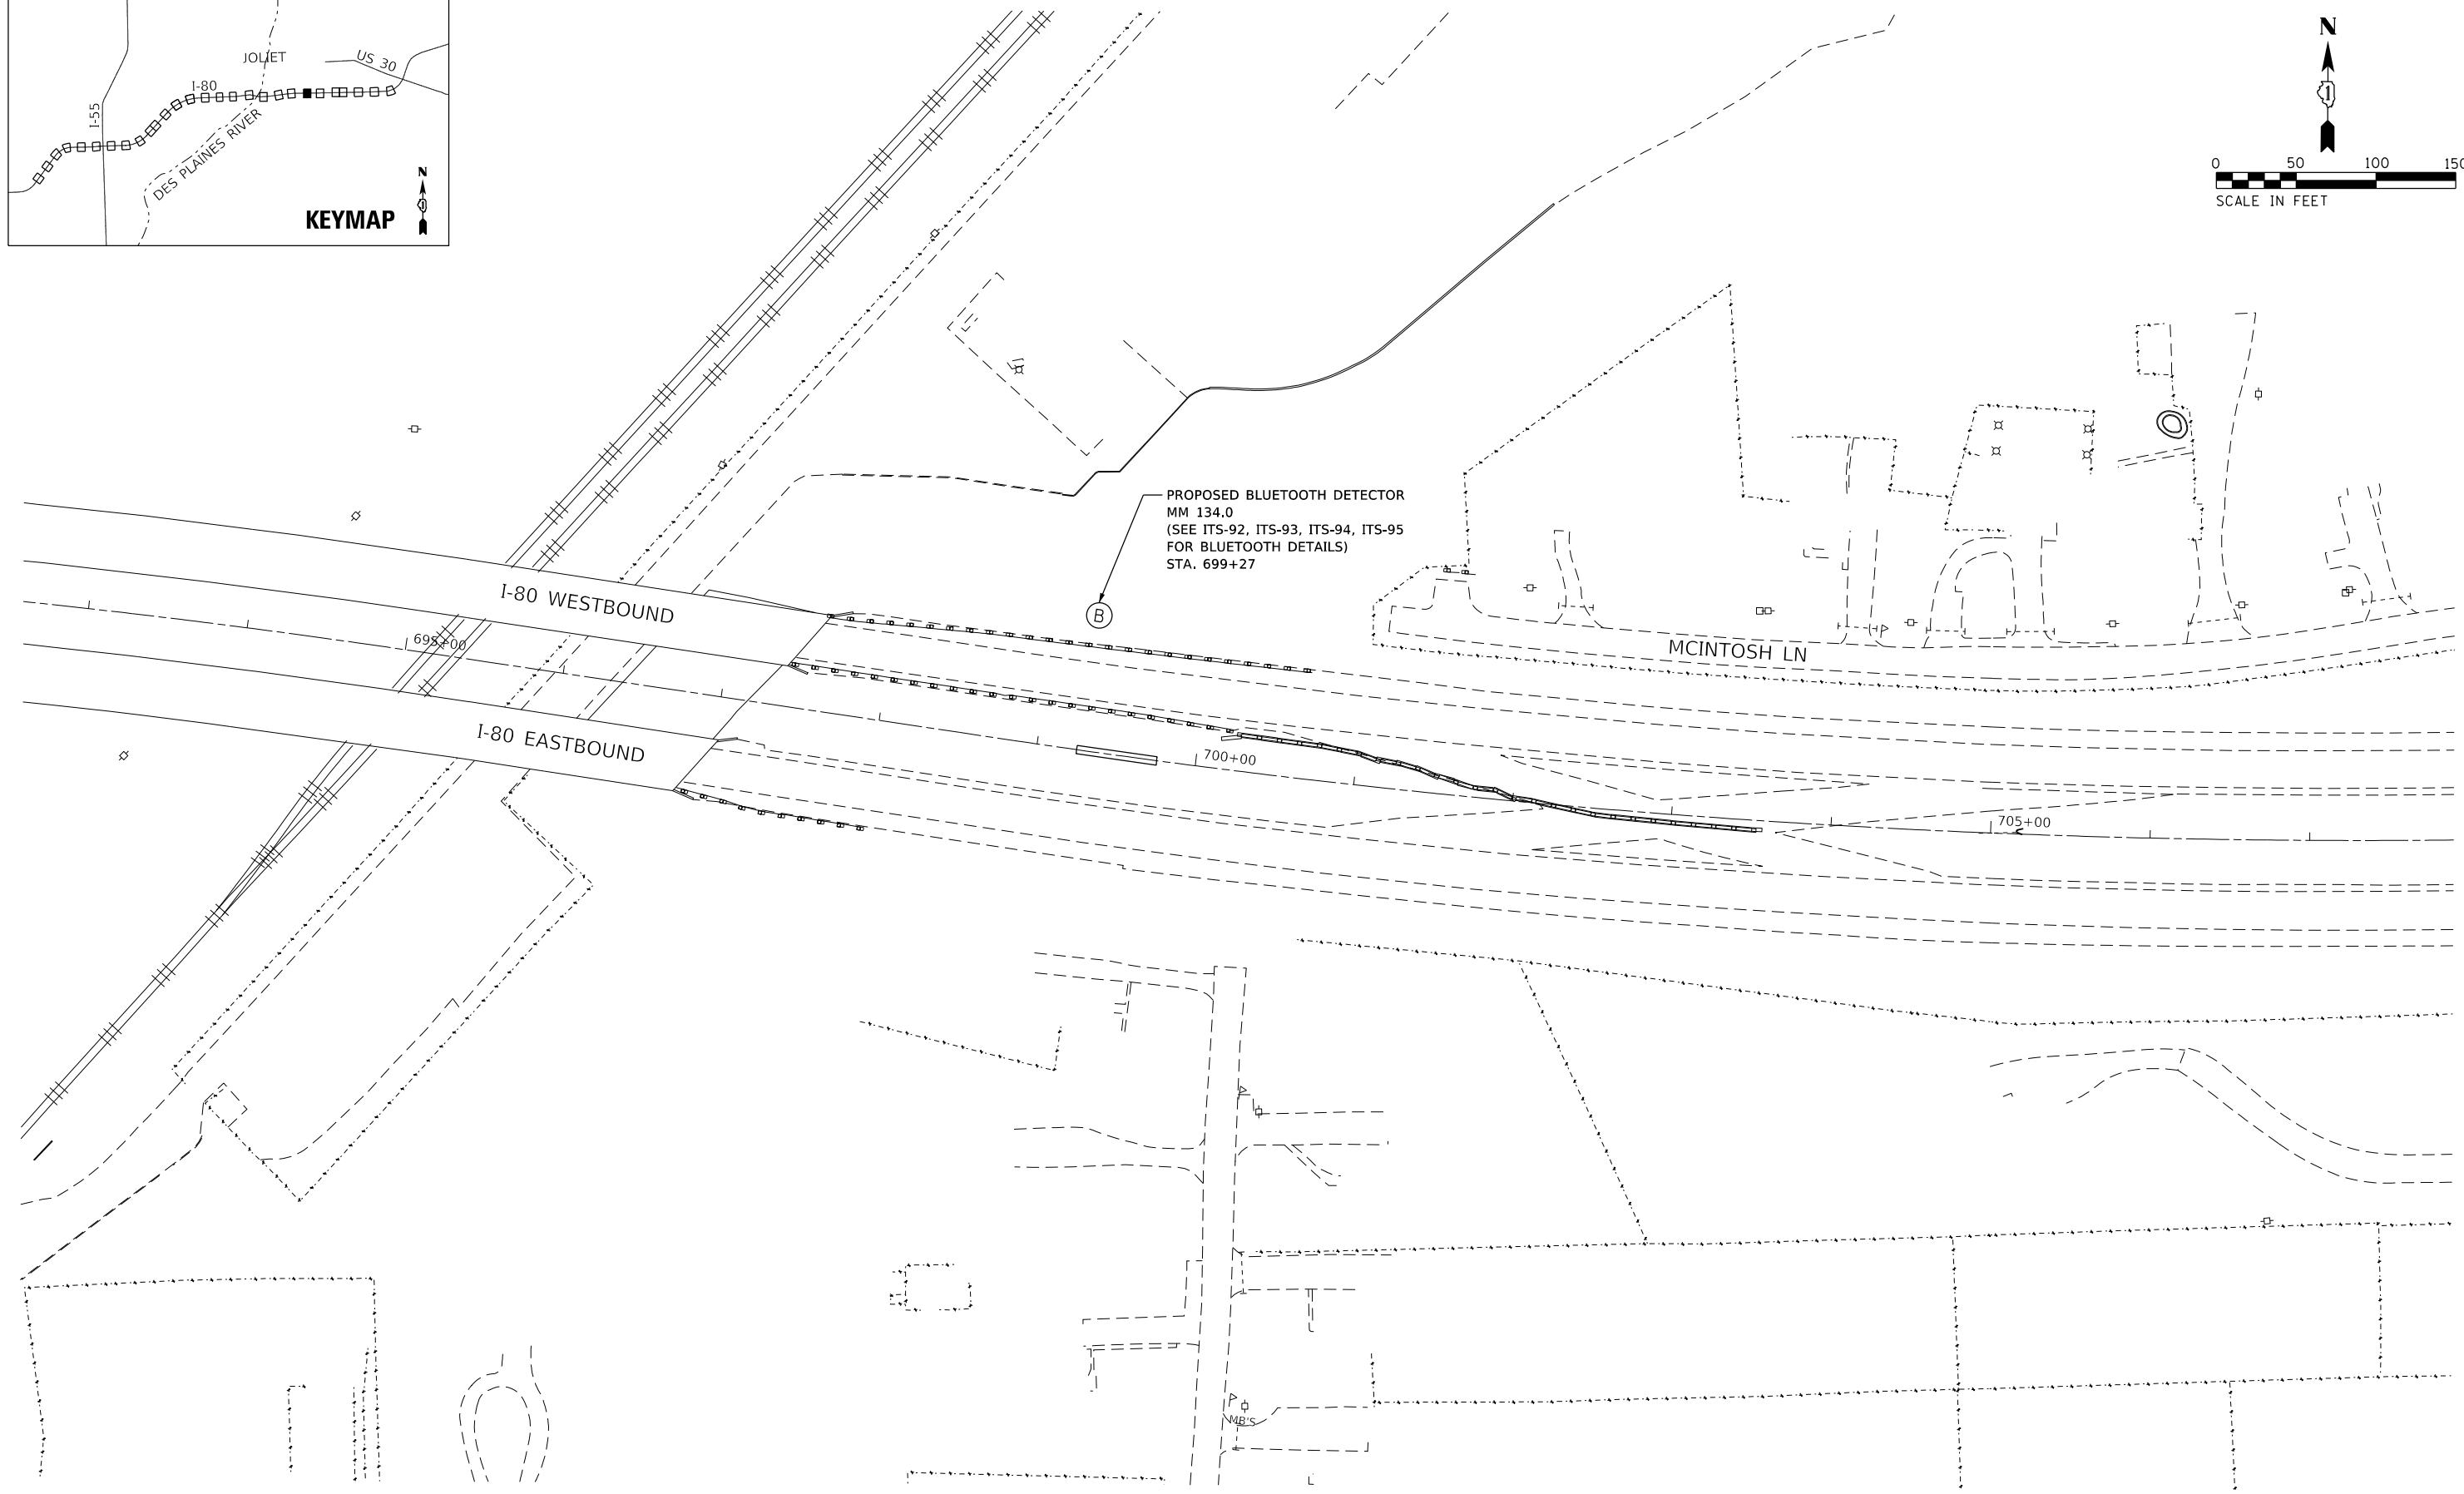 JOLIET
US 30
I-80
I-55
DES PLAINES RIVER
N
1
KEYMAP
N
1
0 50 100 150
SCALE IN FEET
PROPOSED BLUETOOTH DETECTOR
MM 134.0
(SEE ITS-92, ITS-93, ITS-94, ITS-95
FOR BLUETOOTH DETAILS)
STA. 699+27
B
I-80 WESTBOUND
695+00
MCINTOSH LN
I-80 EASTBOUND
700+00
705+00
MB'S